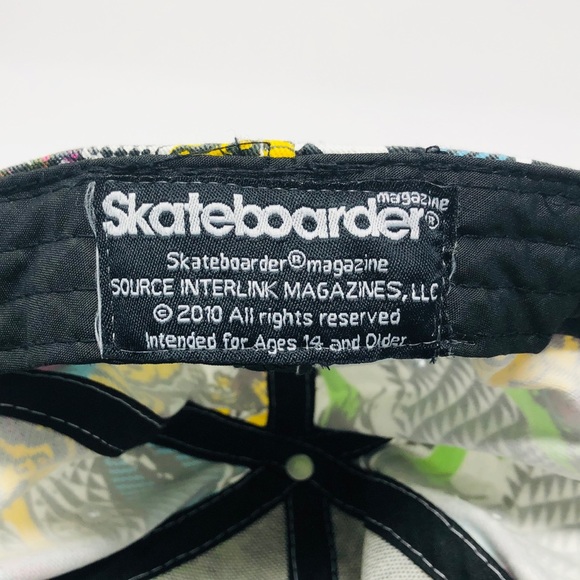 Skateboarder magazine®
Skateboarder®magazine
SOURCE INTERLINK MAGAZINES, LLC
© 2010 All rights reserved
Intended for Ages 14 and Older